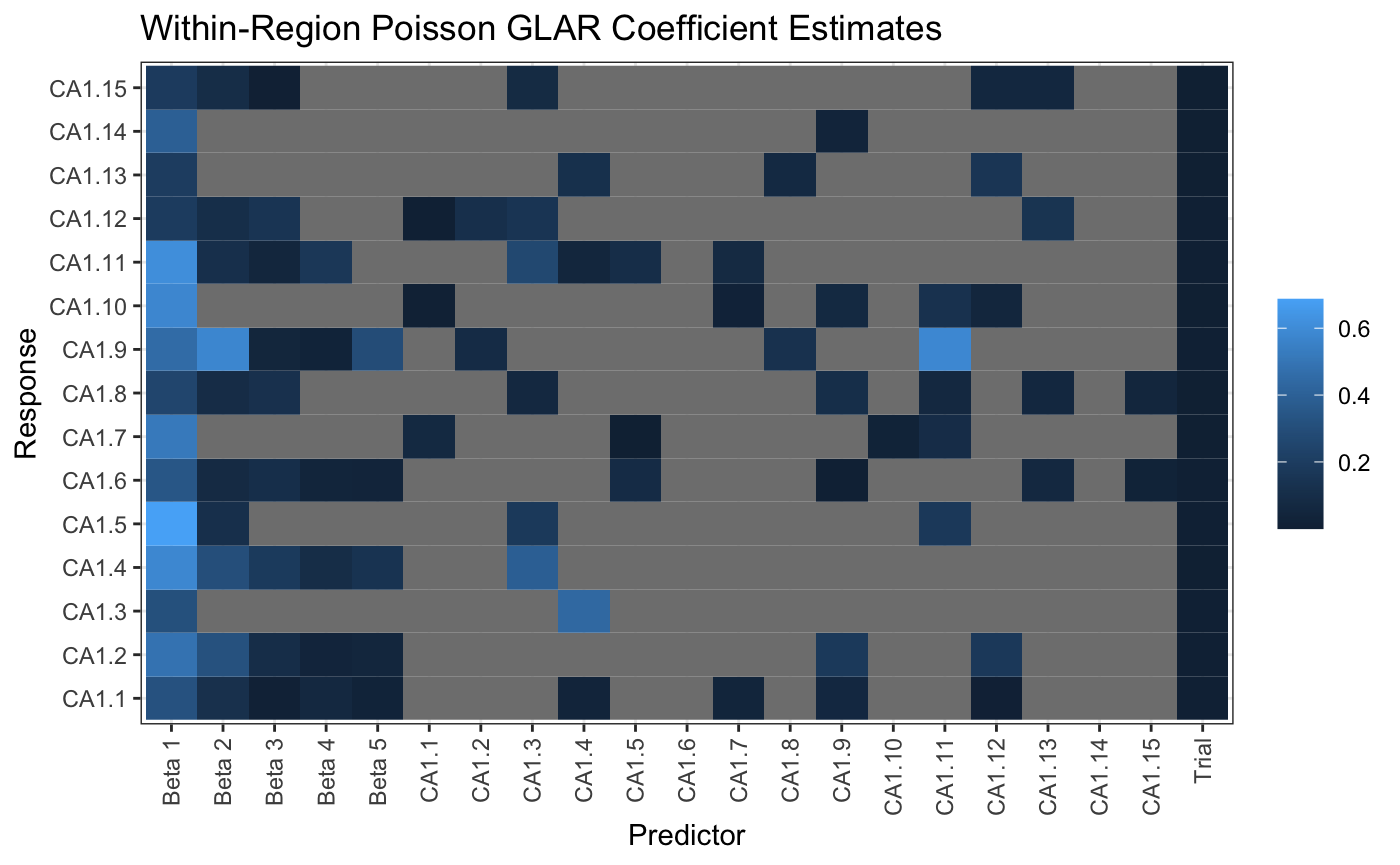 Within-Region Poisson GLAR Coefficient Estimates
Response
CA1.15
CA1.14
CA1.13
CA1.12
CA1.11
CA1.10
CA1.9
CA1.8
CA1.7
CA1.6
CA1.5
CA1.4
CA1.3
CA1.2
CA1.1
Beta 1
Beta 2
Beta 3
Beta 4
Beta 5
CA1.1
CA1.2
CA1.3
CA1.4
CA1.5
CA1.6
CA1.7
CA1.8
CA1.9
CA1.10
CA1.11
CA1.12
CA1.13
CA1.14
CA1.15
Trial
Predictor
0.6
0.4
0.2